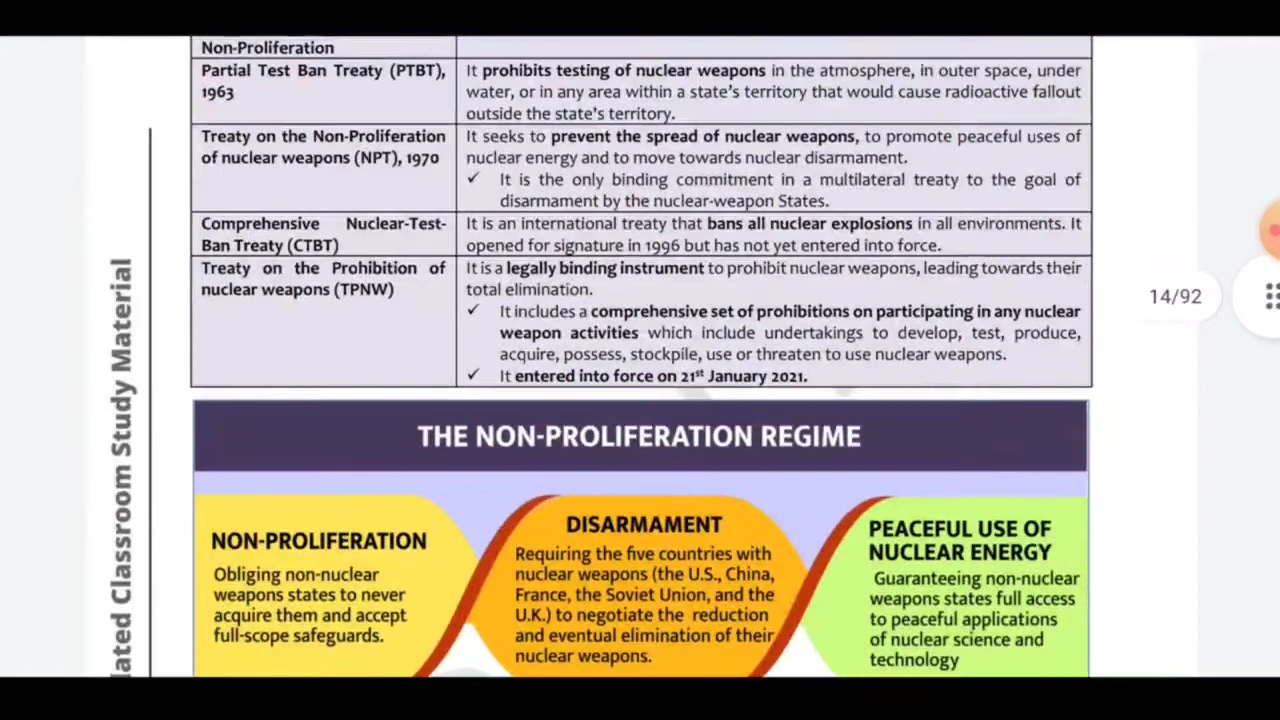 Non-Proliferation
Partial Test Ban Treaty (PTBT),
1963
It prohibits testing of nuclear weapons in the atmosphere, in outer space, under
water, or in any area within a state's territory that would cause radioactive fallout
outside the state's territory.
Treaty on the Non-Proliferation
of nuclear weapons (NPT), 1970
It seeks to prevent the spread of nuclear weapons, to promote peaceful uses of
nuclear energy and to move towards nuclear disarmament.
✓ It is the only binding commitment in a multilateral treaty to the goal of
disarmament by the nuclear-weapon States.
Comprehensive Nuclear-Test-
Ban Treaty (CTBT)
It is an international treaty that bans all nuclear explosions in all environments. It
opened for signature in 1996 but has not yet entered into force.
Treaty on the Prohibition of
nuclear weapons (TPNW)
It is a legally binding instrument to prohibit nuclear weapons, leading towards their
total elimination.
✓ It includes a comprehensive set of prohibitions on participating in any nuclear
weapon activities which include undertakings to develop, test, produce,
acquire, possess, stockpile, use or threaten to use nuclear weapons.
✓ It entered into force on 21st January 2021.
THE NON-PROLIFERATION REGIME
NON-PROLIFERATION
Obliging non-nuclear
weapons states to never
acquire them and accept
full-scope safeguards.
DISARMAMENT
Requiring the five countries with
nuclear weapons (the U.S., China,
France, the Soviet Union, and the
U.K.) to negotiate the reduction
and eventual elimination of their
nuclear weapons.
PEACEFUL USE OF
NUCLEAR ENERGY
Guaranteeing non-nuclear
weapons states full access
to peaceful applications
of nuclear science and
technology
lated Classroom Study Material
14/92